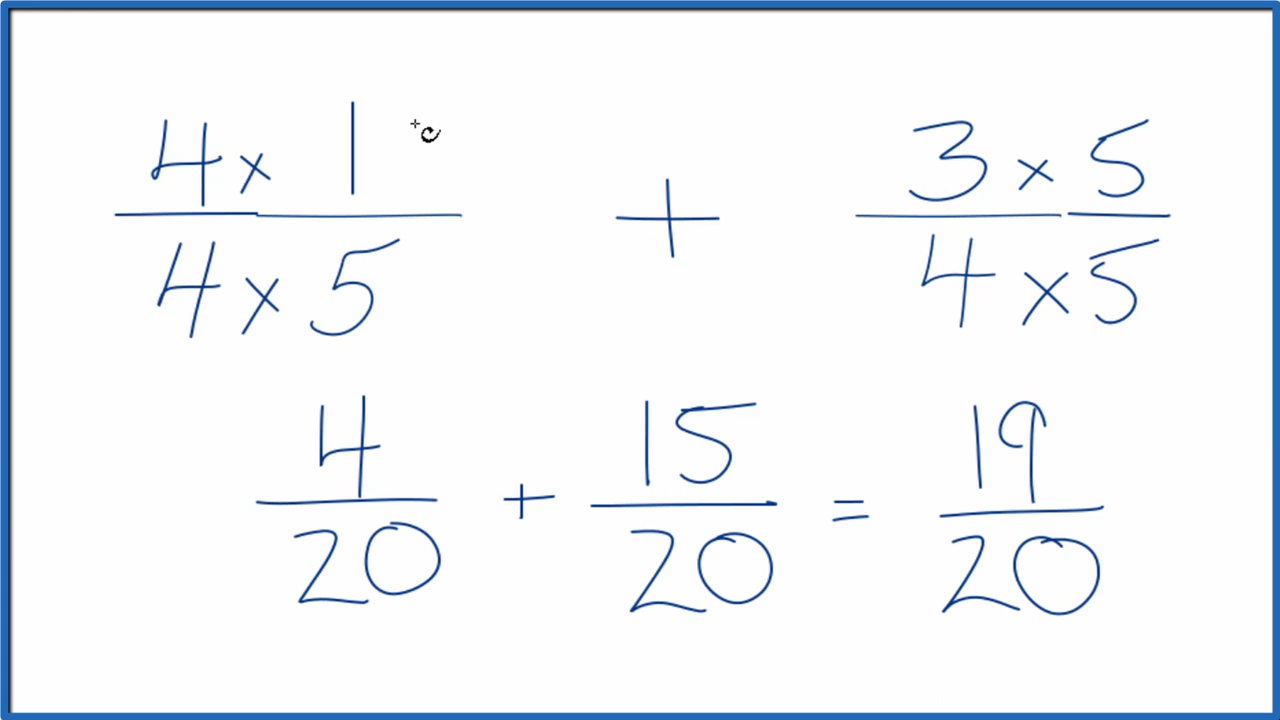 4 x 1 / 4 x 5 + 3 x 5 / 4 x 5
4/20 + 15/20 = 19/20